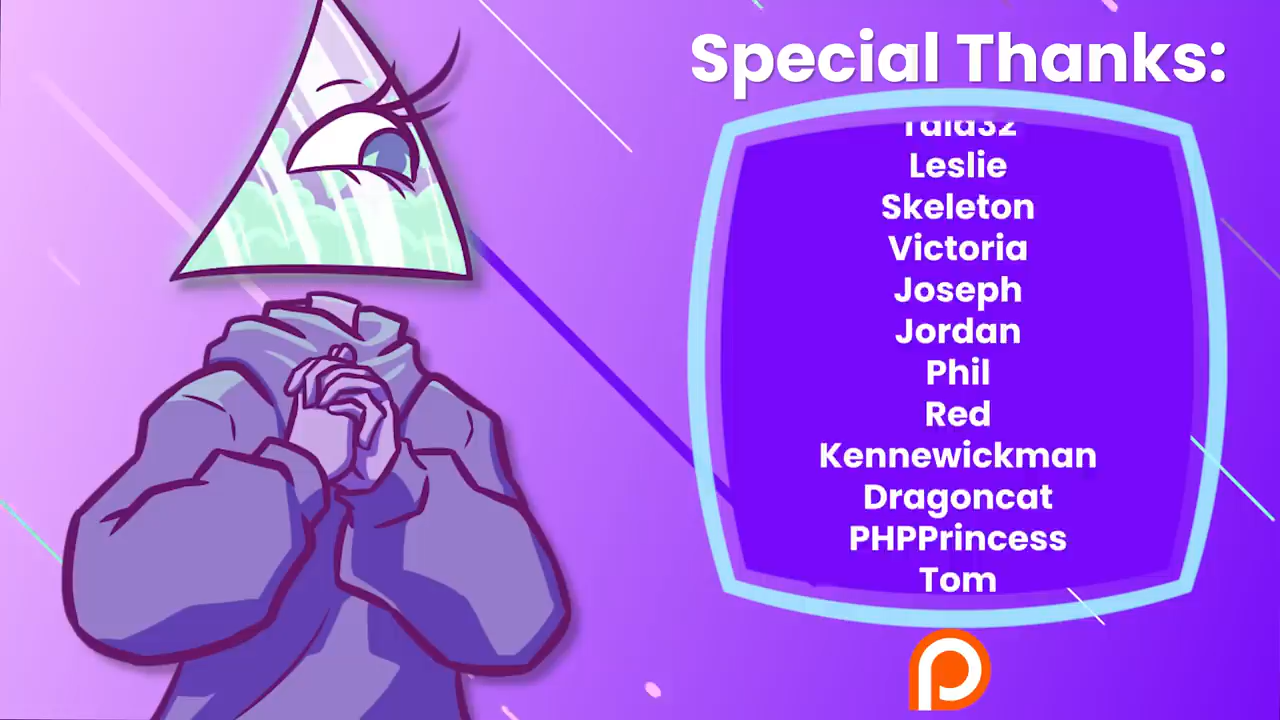 Special Thanks:
Leslie
Skeleton
Victoria
Joseph
Jordan
Phil
Red
Kennewickman
Dragoncat
PHPPrincess
Tom